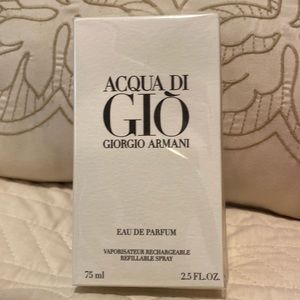 ACQUA DI
GIÒ
GIORGIO ARMANI
EAU DE PARFUM
VAPORISATEUR RECHARGEABLE
REFILLABLE SPRAY
75 ml 2.5 FL.OZ.